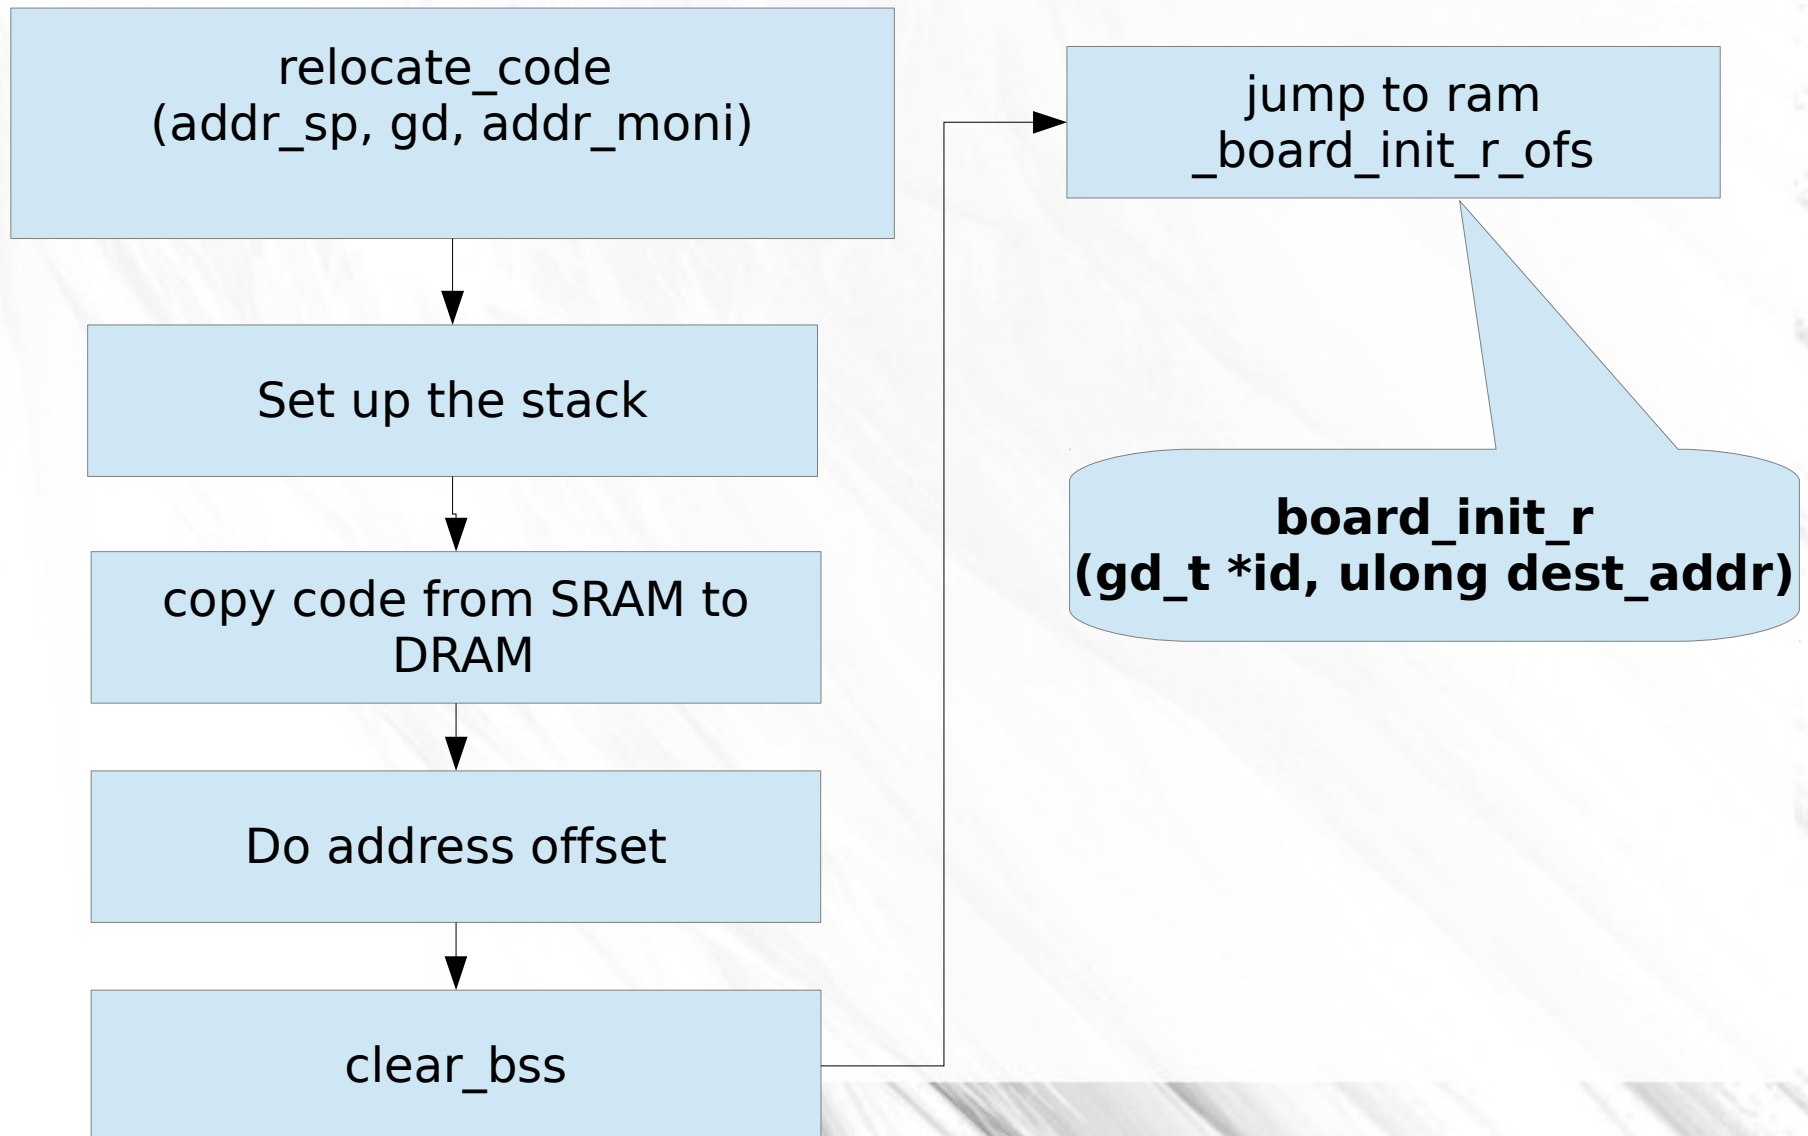 relocate_code
(addr_sp, gd, addr_moni)
Set up the stack
copy code from SRAM to
DRAM
Do address offset
clear_bss
jump to ram
_board_init_r_ofs
board_init_r
(gd_t *id, ulong dest_addr)